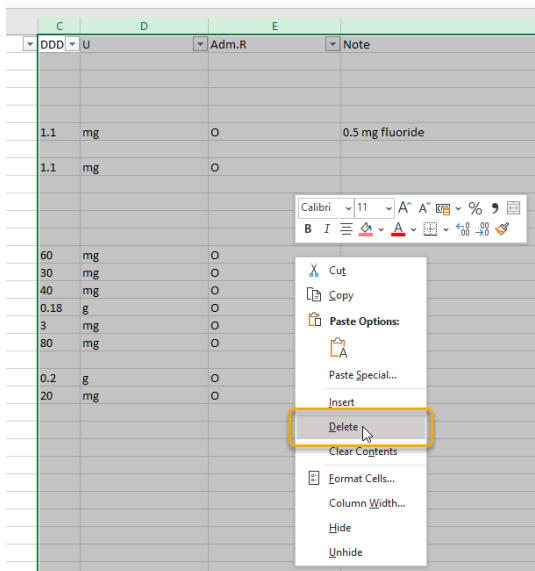 C D E
DDD U Adm.R Note
1.1 mg O 0.5 mg fluoride
1.1 mg O
Calibri 11 A A % 9
B I A
60 mg O
30 mg O
40 mg O
0.18 g O
3 mg O
80 mg O
0.2 g O
20 mg O
Cut
Copy
Paste Options:
Paste Special...
Insert
Delete
Clear Contents
Format Cells...
Column Width...
Hide
Unhide